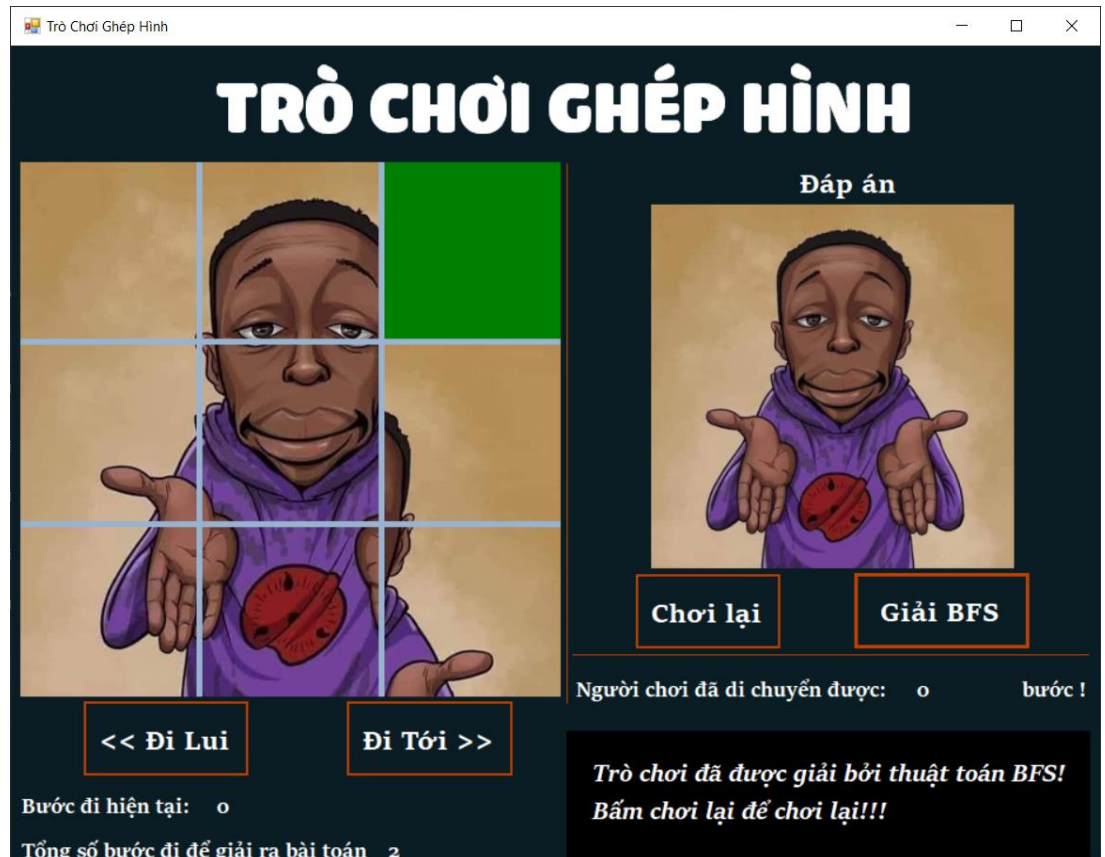 Trò Chơi Ghép Hình
TRÒ CHƠI GHÉP HÌNH
Đáp án
Chơi lại
Giải BFS
Người chơi đã di chuyển được: 0 bước !
<< Đi Lui
Đi Tới >>
Trò chơi đã được giải bởi thuật toán BFS!
Bấm chơi lại để chơi lại!!!
Bước đi hiện tại: 0
Tổng số bước đi để giải ra bài toán 2